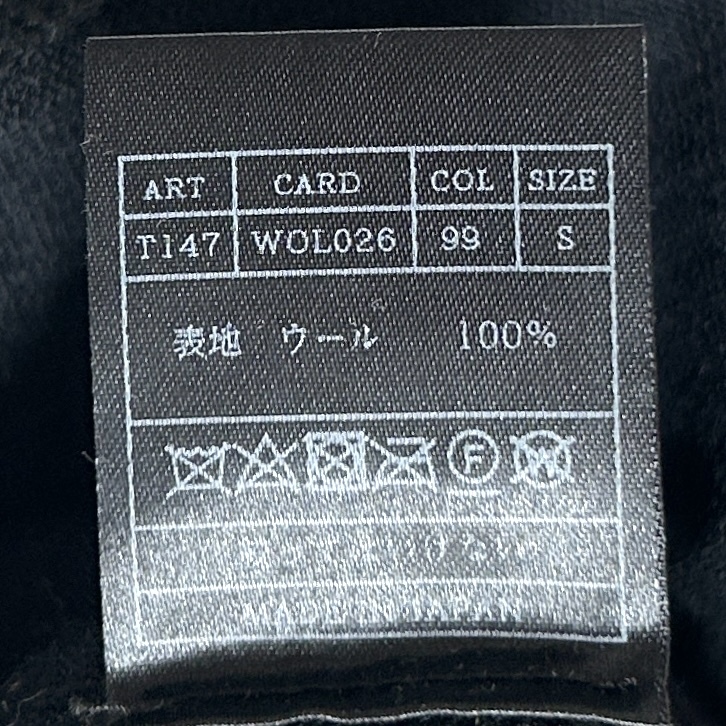 ART CARD COL SIZE
T147 WOL026 99 S
表地 ウール 100%
F W
MADE IN JAPAN